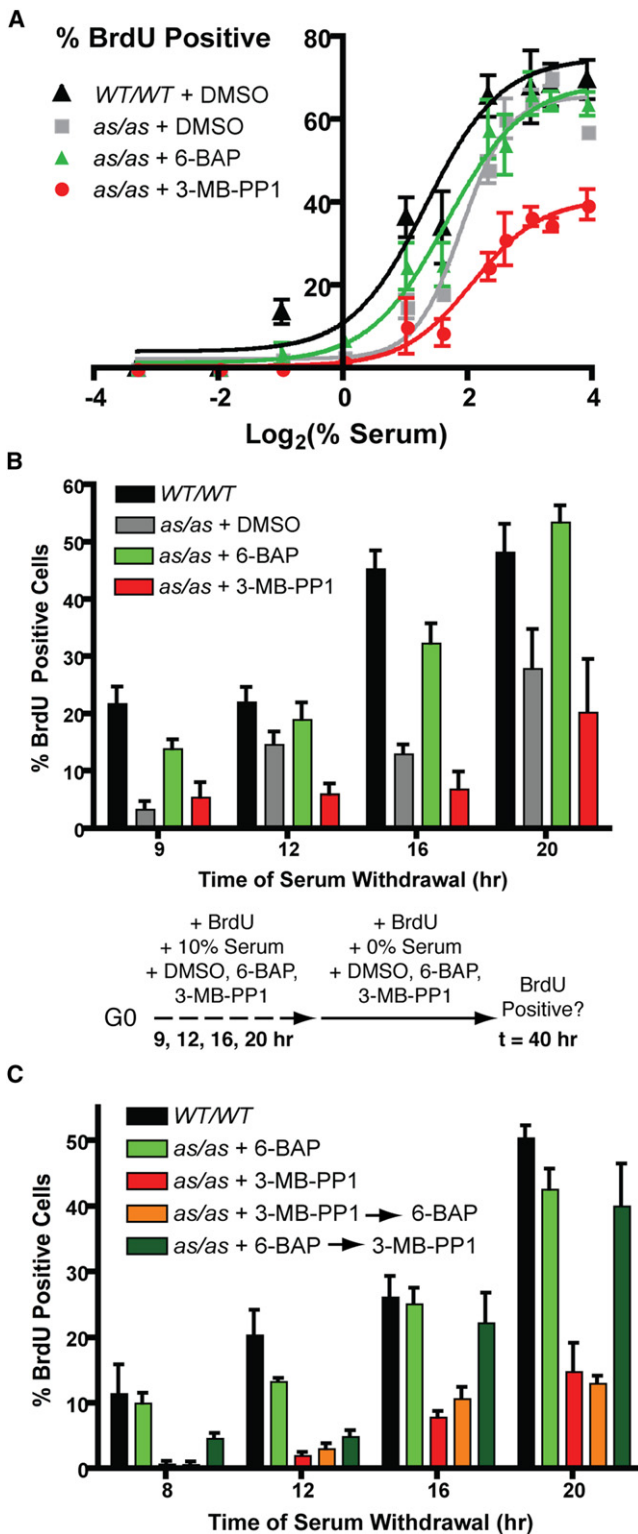 A
% BrdU Positive
WT/WT + DMSO
as/as + DMSO
as/as + 6-BAP
as/as + 3-MB-PP1
80
60
40
20
-4 -2 0 2 4
Log2(% Serum)
B
% BrdU Positive Cells
60
50
40
30
20
10
0
WT/WT
as/as + DMSO
as/as + 6-BAP
as/as + 3-MB-PP1
9 12 16 20
Time of Serum Withdrawal (hr)
+ BrdU
+ 10% Serum
+ DMSO, 6-BAP,
3-MB-PP1
+ BrdU
+ 0% Serum
+ DMSO, 6-BAP,
3-MB-PP1
G0
BrdU
Positive?
9, 12, 16, 20 hr
t = 40 hr
C
% BrdU Positive Cells
50
30
20
10
0
WT/WT
as/as + 6-BAP
as/as + 3-MB-PP1
as/as + 3-MB-PP1 → 6-BAP
as/as + 6-BAP → 3-MB-PP1
8 12 16 20
Time of Serum Withdrawal (hr)